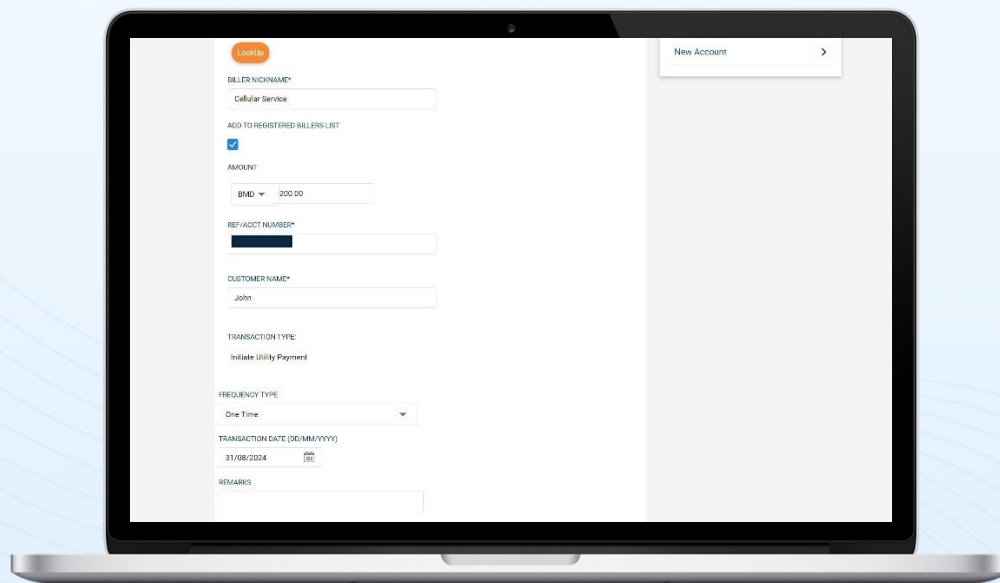 LookUp
New Account
BILLER NICKNAME*
Cellular Service
ADD TO REGISTERED BILLERS LIST
AMOUNT
BMD 200.00
REF/ACCT NUMBER*
CUSTOMER NAME*
John
TRANSACTION TYPE:
Initiate Utility Payment
FREQUENCY TYPE
One Time
TRANSACTION DATE (DD/MM/YYYY)
31/08/2024
REMARKS